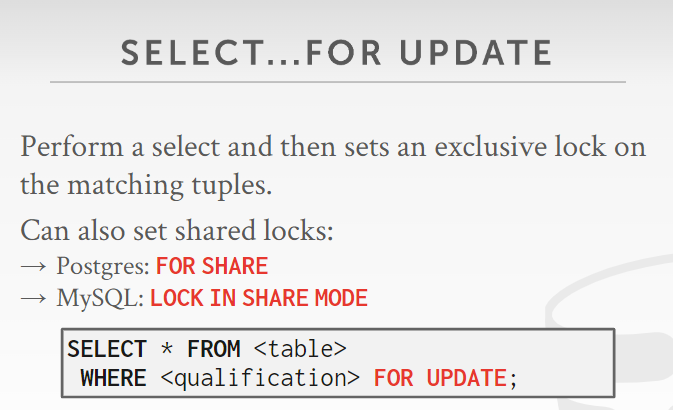 SELECT...FOR UPDATE
Perform a select and then sets an exclusive lock on
the matching tuples.
Can also set shared locks:
→ Postgres: FOR SHARE
→ MySQL: LOCK IN SHARE MODE
SELECT * FROM <table>
WHERE <qualification> FOR UPDATE;